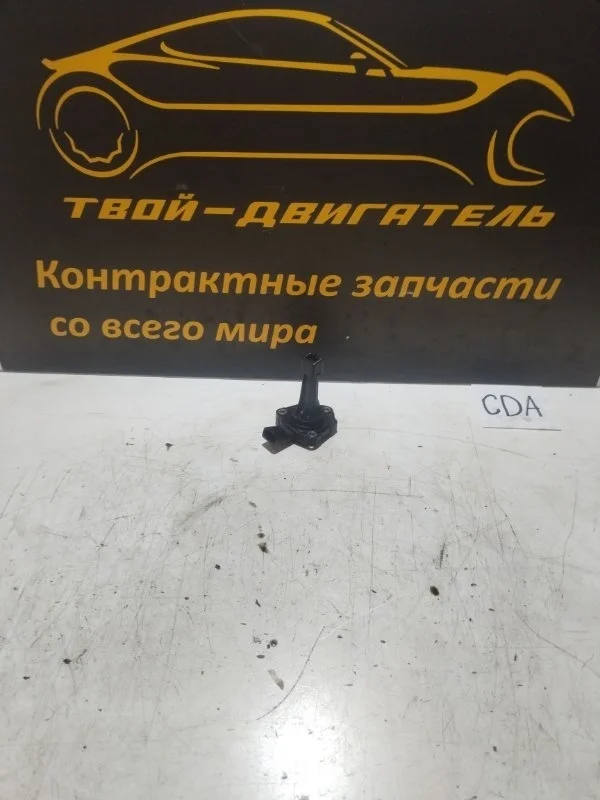 ТВОЙ-ДВИГАТЕЛЬ
Контрактные запчасти
со всего мира
CDA